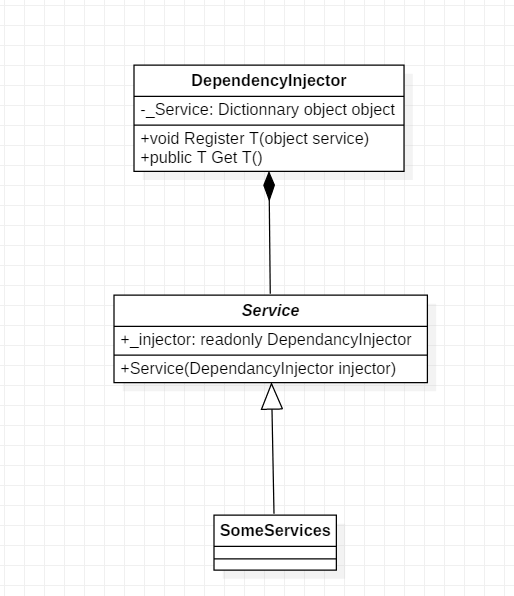 DependencyInjector
-_Service: Dictionnary object object
+void Register T(object service)
+public T Get T()
Service
+_injector: readonly DependancyInjector
+Service(DependancyInjector injector)
SomeServices